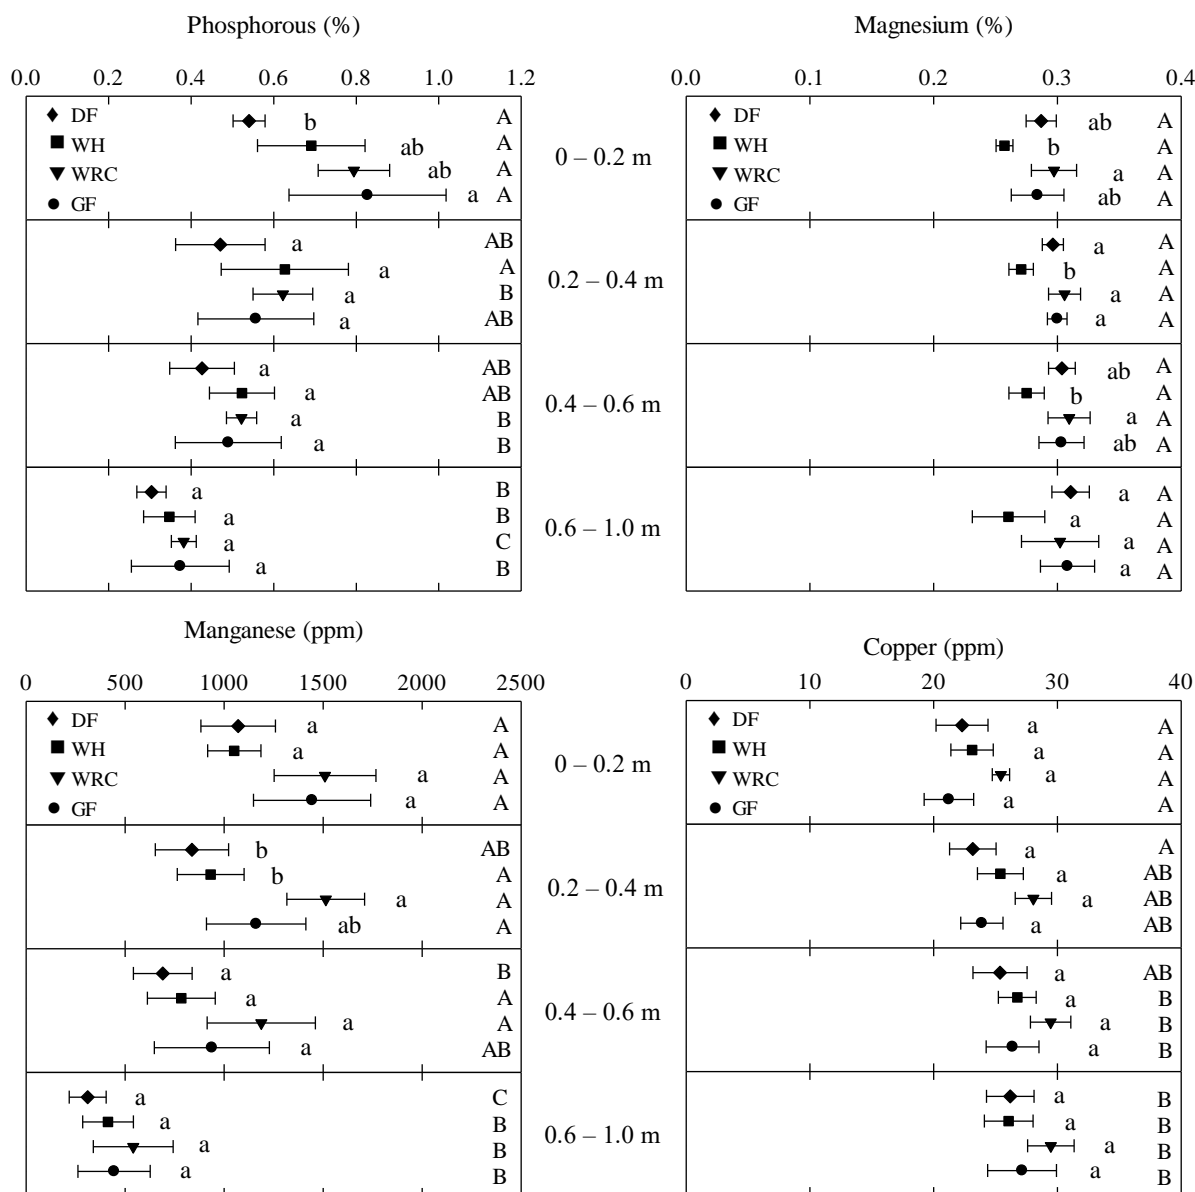 Phosphorous (%)
0.0 0.2 0.4 0.6 0.8 1.0 1.2
DF b A
WH ab A
WRC ab A
GF a A
a AB
a A
a B
a AB
a AB
a AB
a B
a B
a B
a B
a C
a B
0 – 0.2 m
0.2 – 0.4 m
0.4 – 0.6 m
0.6 – 1.0 m
Magnesium (%)
0.0 0.1 0.2 0.3 0.4
DF ab A
WH b A
WRC a A
GF ab A
a A
b A
a A
a A
ab A
b A
a A
ab A
a A
a A
a A
a A
Manganese (ppm)
0 500 1000 1500 2000 2500
DF a A
WH a A
WRC a A
GF a A
b AB
b A
a A
ab A
a B
a A
a A
a AB
a C
a B
a B
a B
0 – 0.2 m
0.2 – 0.4 m
0.4 – 0.6 m
0.6 – 1.0 m
Copper (ppm)
0 10 20 30 40
DF a A
WH a A
WRC a A
GF a A
a A
a AB
a AB
a AB
a AB
a B
a B
a B
a B
a B
a B
a B